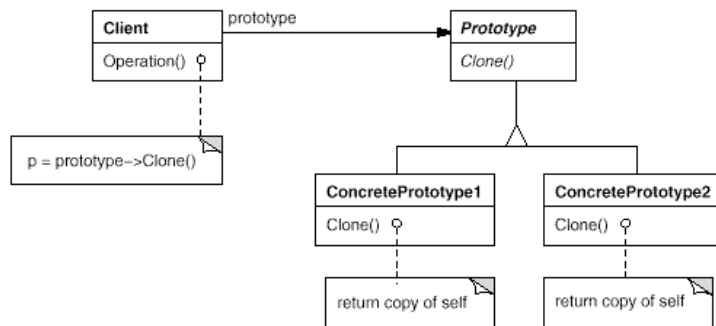 Client
prototype
Prototype
Operation()
Clone()
p = prototype->Clone()
ConcretePrototype1
ConcretePrototype2
Clone()
Clone()
return copy of self
return copy of self